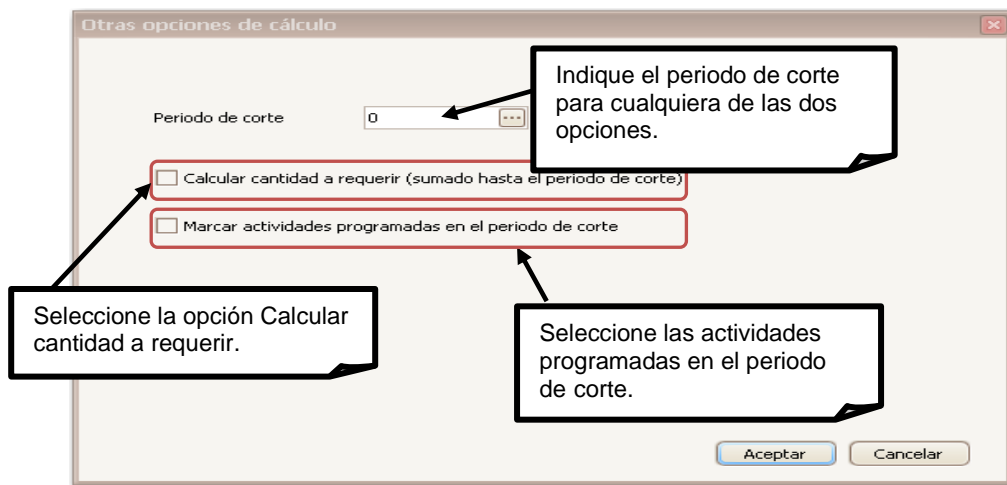 Otras opciones de cálculo
Indique el periodo de corte
para cualquiera de las dos
opciones.
Periodo de corte
0
...
Calcular cantidad a requerir (sumado hasta el periodo de corte)
Marcar actividades programadas en el periodo de corte
Seleccione la opción Calcular
cantidad a requerir.
Seleccione las actividades
programadas en el periodo
de corte.
Aceptar
Cancelar